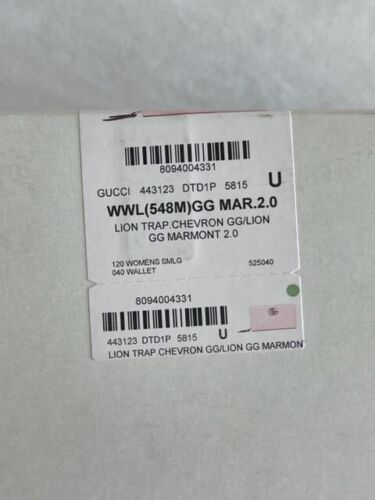 8094004331
GUCCI 443123 DTD1P 5815 U
WWL(548M)GG MAR.2.0
LION TRAP.CHEVRON GG/LION
GG MARMONT 2.0
120 WOMENS SMLG 525040
040 WALLET
8094004331
443123 DTD1P 5815 U
LION TRAP.CHEVRON GG/LION GG MARMON